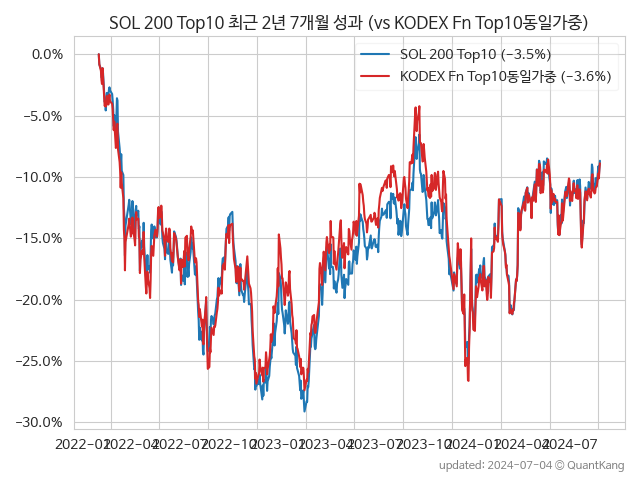 SOL 200 Top10 최근 2년 7개월 성과 (vs KODEX Fn Top10동일가중)
SOL 200 Top10 (−3.5%)
KODEX Fn Top10동일가중 (−3.6%)
0.0%
−5.0%
−10.0%
−15.0%
−20.0%
−25.0%
−30.0%
2022-01 2022-04 2022-07 2022-10 2023-01 2023-04 2023-07 2023-10 2024-01 2024-04 2024-07
updated: 2024-07-04 © QuantKang